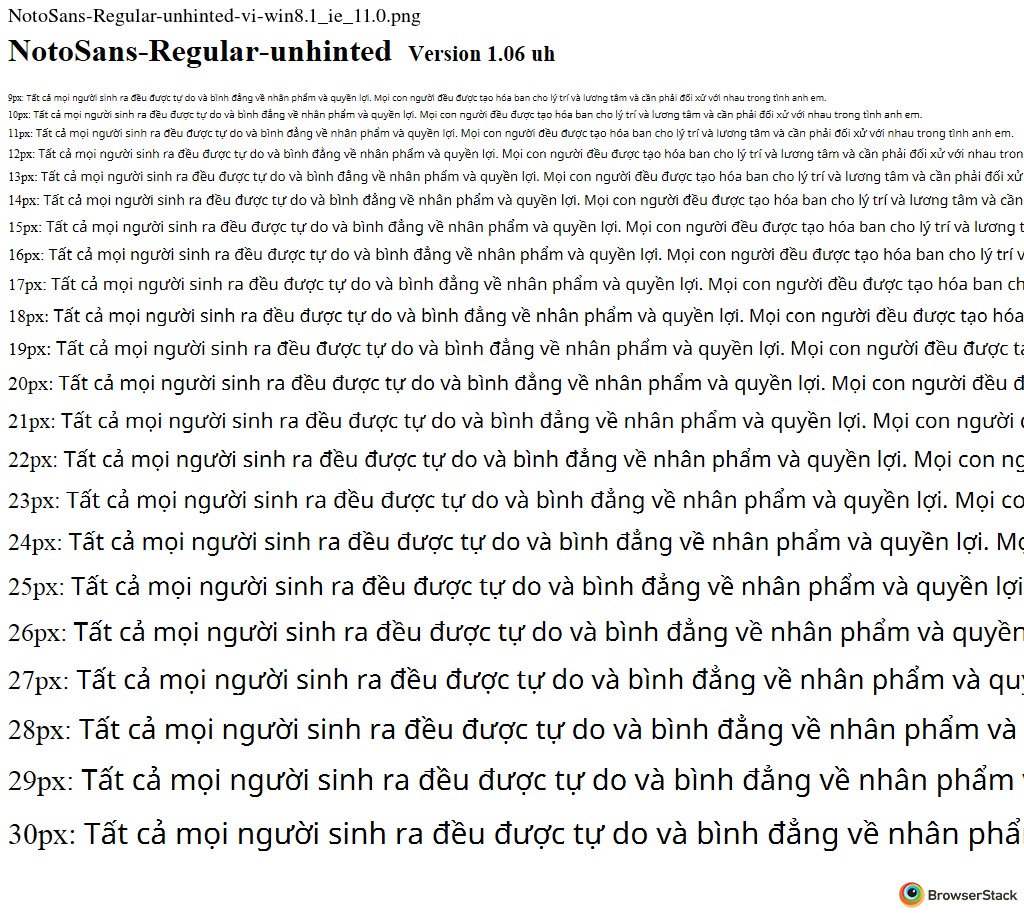 NotoSans-Regular-unhinted-vi-win8.1_ie_11.0.png
NotoSans-Regular-unhinted Version 1.06 uh
9px: Tất cả mọi người sinh ra đều được tự do và bình đẳng về nhân phẩm và quyền lợi. Mọi con người đều được tạo hóa ban cho lý trí và lương tâm và cần phải đối xử với nhau trong tình anh em.
10px: Tất cả mọi người sinh ra đều được tự do và bình đẳng về nhân phẩm và quyền lợi. Mọi con người đều được tạo hóa ban cho lý trí và lương tâm và cần phải đối xử với nhau trong tình anh em.
11px: Tất cả mọi người sinh ra đều được tự do và bình đẳng về nhân phẩm và quyền lợi. Mọi con người đều được tạo hóa ban cho lý trí và lương tâm và cần phải đối xử với nhau trong tình anh em.
12px: Tất cả mọi người sinh ra đều được tự do và bình đẳng về nhân phẩm và quyền lợi. Mọi con người đều được tạo hóa ban cho lý trí và lương tâm và cần phải đối xử với nhau tron
13px: Tất cả mọi người sinh ra đều được tự do và bình đẳng về nhân phẩm và quyền lợi. Mọi con người đều được tạo hóa ban cho lý trí và lương tâm và cần phải đối xử
14px: Tất cả mọi người sinh ra đều được tự do và bình đẳng về nhân phẩm và quyền lợi. Mọi con người đều được tạo hóa ban cho lý trí và lương tâm và cần
15px: Tất cả mọi người sinh ra đều được tự do và bình đẳng về nhân phẩm và quyền lợi. Mọi con người đều được tạo hóa ban cho lý trí và lương t
16px: Tất cả mọi người sinh ra đều được tự do và bình đẳng về nhân phẩm và quyền lợi. Mọi con người đều được tạo hóa ban cho lý trí v
17px: Tất cả mọi người sinh ra đều được tự do và bình đẳng về nhân phẩm và quyền lợi. Mọi con người đều được tạo hóa ban ch
18px: Tất cả mọi người sinh ra đều được tự do và bình đẳng về nhân phẩm và quyền lợi. Mọi con người đều được tạo hóa
19px: Tất cả mọi người sinh ra đều được tự do và bình đẳng về nhân phẩm và quyền lợi. Mọi con người đều được tạ
20px: Tất cả mọi người sinh ra đều được tự do và bình đẳng về nhân phẩm và quyền lợi. Mọi con người đều đ
21px: Tất cả mọi người sinh ra đều được tự do và bình đẳng về nhân phẩm và quyền lợi. Mọi con người
22px: Tất cả mọi người sinh ra đều được tự do và bình đẳng về nhân phẩm và quyền lợi. Mọi con ng
23px: Tất cả mọi người sinh ra đều được tự do và bình đẳng về nhân phẩm và quyền lợi. Mọi co
24px: Tất cả mọi người sinh ra đều được tự do và bình đẳng về nhân phẩm và quyền lợi. Mọ
25px: Tất cả mọi người sinh ra đều được tự do và bình đẳng về nhân phẩm và quyền lợi
26px: Tất cả mọi người sinh ra đều được tự do và bình đẳng về nhân phẩm và quyền
27px: Tất cả mọi người sinh ra đều được tự do và bình đẳng về nhân phẩm và quy
28px: Tất cả mọi người sinh ra đều được tự do và bình đẳng về nhân phẩm và
29px: Tất cả mọi người sinh ra đều được tự do và bình đẳng về nhân phẩm
30px: Tất cả mọi người sinh ra đều được tự do và bình đẳng về nhân phẩ
BrowserStack